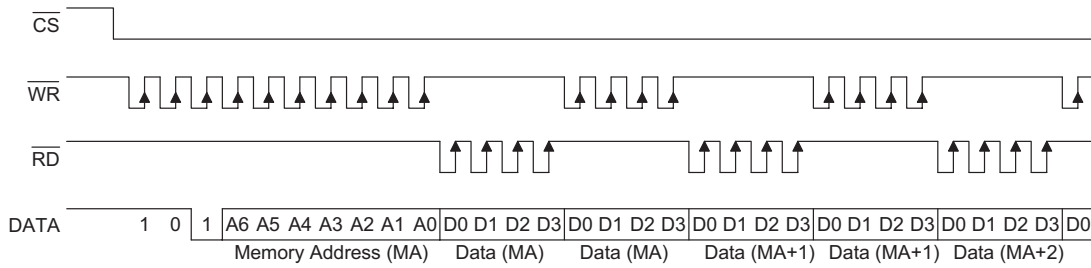 CS
WR
RD
DATA 1 0 1 A6 A5 A4 A3 A2 A1 A0 D0 D1 D2 D3 D0 D1 D2 D3 D0 D1 D2 D3 D0 D1 D2 D3 D0 D1 D2 D3 D0
Memory Address (MA) Data (MA) Data (MA) Data (MA+1) Data (MA+1) Data (MA+2)